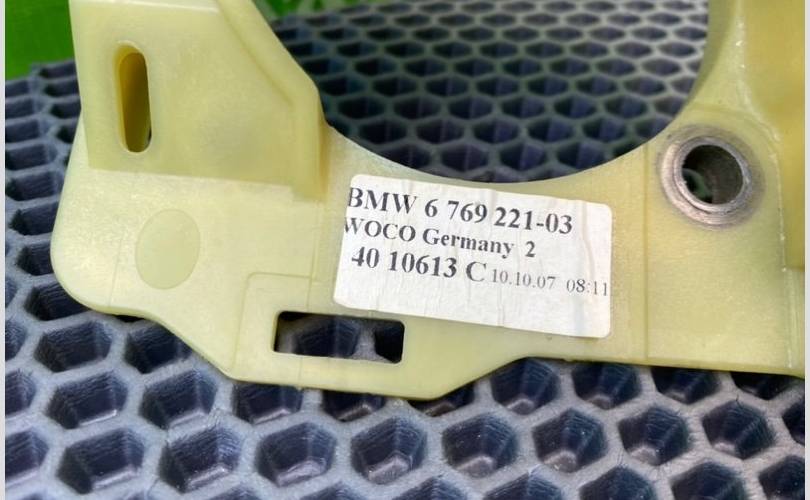 BMW 6 769 221-03
WOCO Germany 2
40 10613 C 10.10.07 08:11